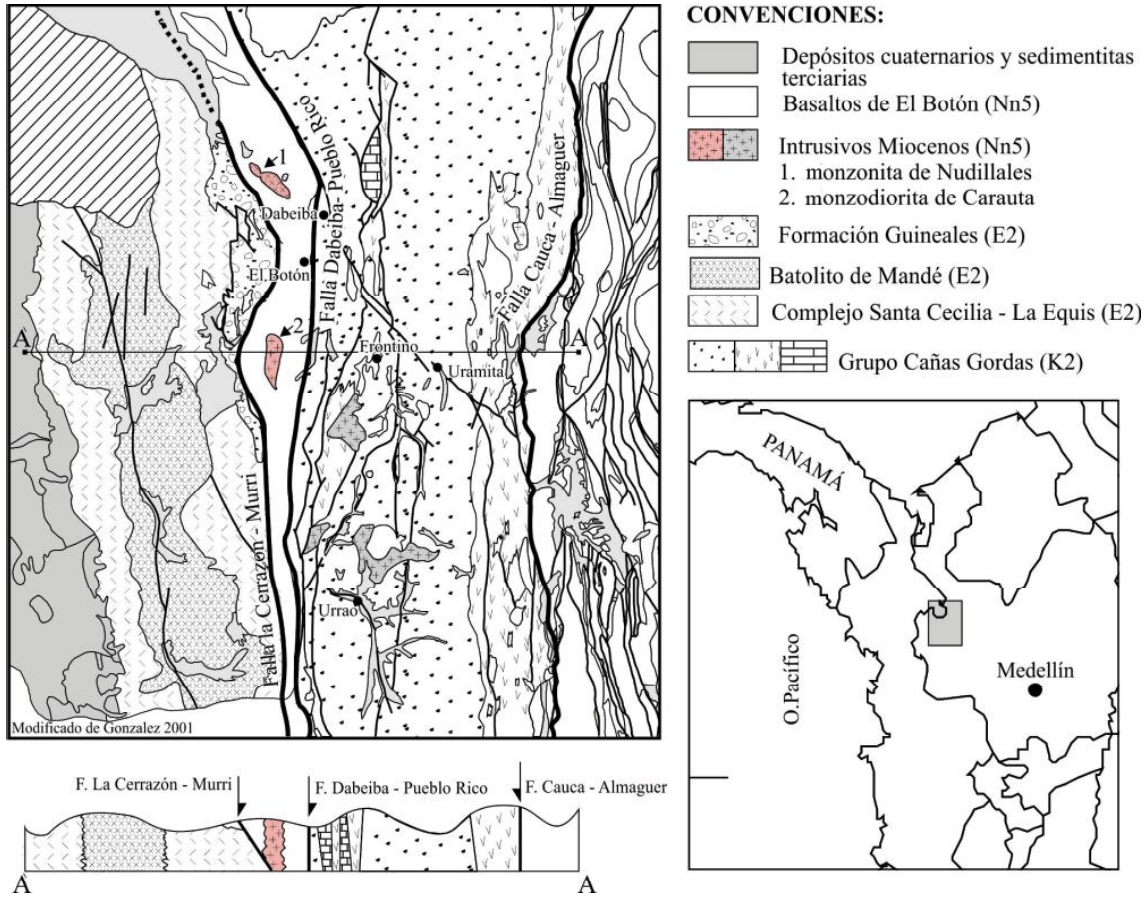 1
Dabeiba
El Botón
2
A
A
Frontino
Uramita
Urrao
Falla Dabeiba- Pueblo Rico
Falla Cauca - Almaguer
Falla la Cerrazón - Murri
Modificado de Gonzalez 2001
F. La Cerrazón - Murri
F. Dabeiba - Pueblo Rico
F. Cauca - Almaguer
A
A
CONVENCIONES:
Depósitos cuaternarios y sedimentitas
terciarias
Basaltos de El Botón (Nn5)
Intrusivos Miocenos (Nn5)
1. monzonita de Nudillales
2. monzodiorita de Carauta
Formación Guineales (E2)
Batolito de Mandé (E2)
Complejo Santa Cecilia - La Equis (E2)
Grupo Cañas Gordas (K2)
PANAMÁ
O.Pacífico
Medellín